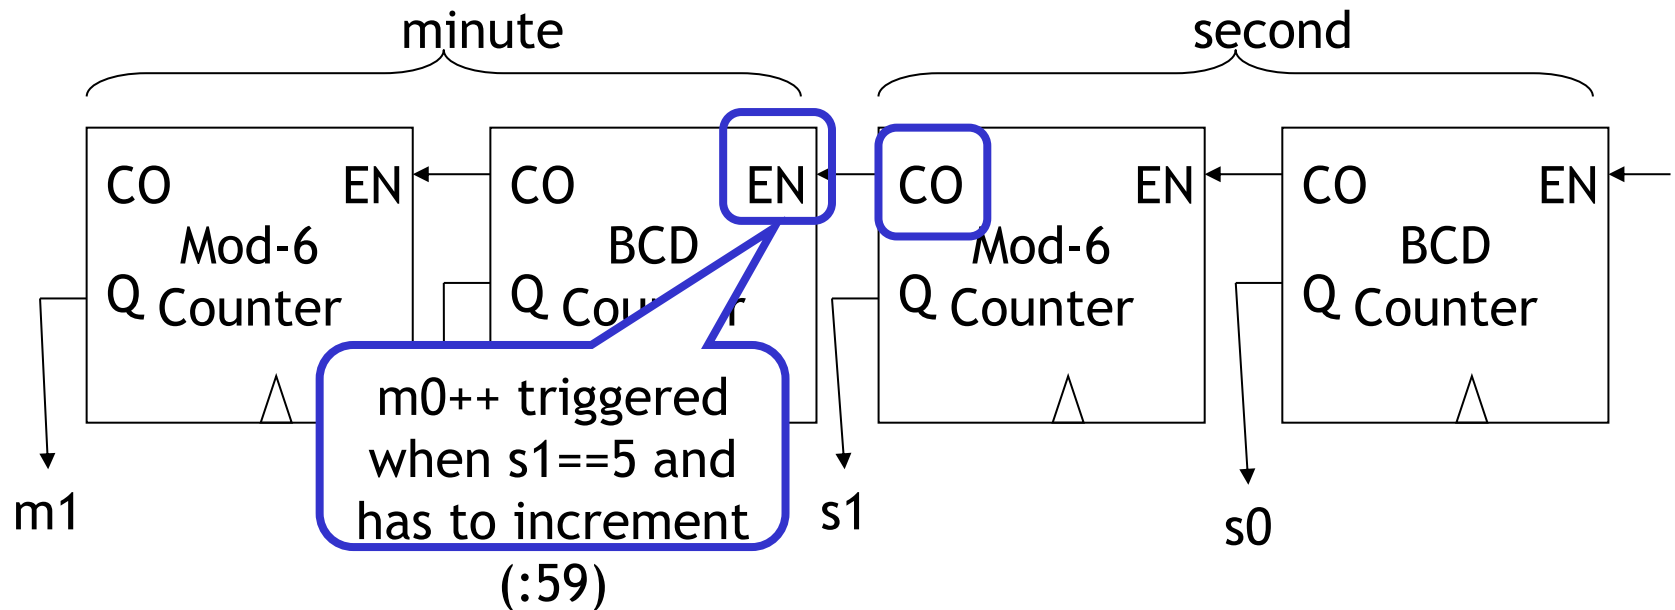 minute
second
CO EN
Mod-6
Q Counter
CO EN
BCD
Q Counter
CO EN
Mod-6
Q Counter
CO EN
BCD
Q Counter
m0++ triggered
when s1==5 and
has to increment
(:59)
m1
s1
s0